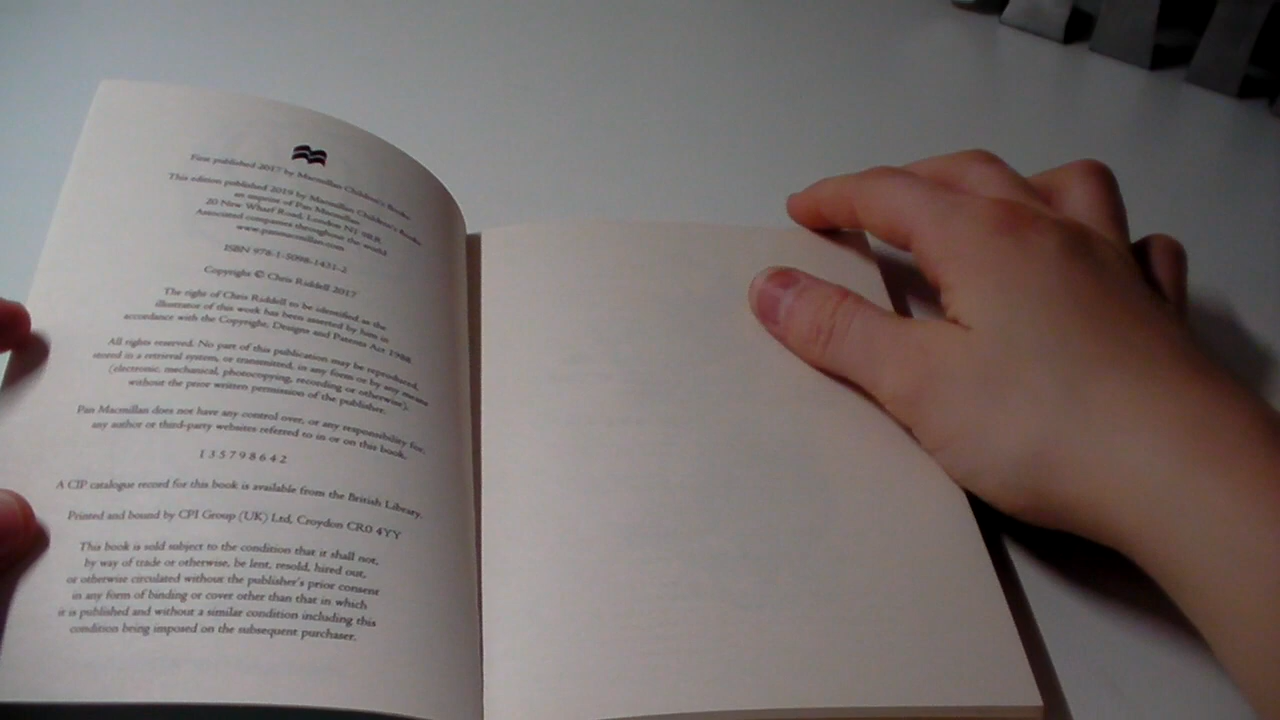 First published 2017 by Macmillan Children's Books
This edition published 2019 by Macmillan Children's Books
an imprint of Pan Macmillan
20 New Wharf Road, London N1 9RR
Associated companies throughout the world
www.panmacmillan.com
ISBN 978-1-5098-1431-2
Copyright © Chris Riddell 2017
The right of Chris Riddell to be identified as the
illustrator of this work has been asserted by him in
accordance with the Copyright, Designs and Patents Act 1988.
All rights reserved. No part of this publication may be reproduced,
stored in a retrieval system, or transmitted, in any form or by any means
(electronic, mechanical, photocopying, recording or otherwise),
without the prior written permission of the publisher.
Pan Macmillan does not have any control over, or any responsibility for,
any author or third-party websites referred to in or on this book.
1 3 5 7 9 8 6 4 2
A CIP catalogue record for this book is available from the British Library.
Printed and bound by CPI Group (UK) Ltd, Croydon CR0 4YY
This book is sold subject to the condition that it shall not,
by way of trade or otherwise, be lent, resold, hired out,
or otherwise circulated without the publisher's prior consent
in any form of binding or cover other than that in which
it is published and without a similar condition including this
condition being imposed on the subsequent purchaser.